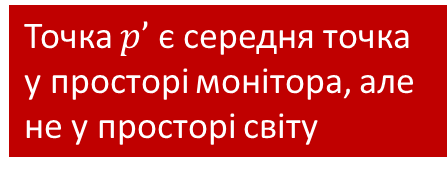 Точка p’ є середня точка
у просторі монітора, але
не у просторі світу